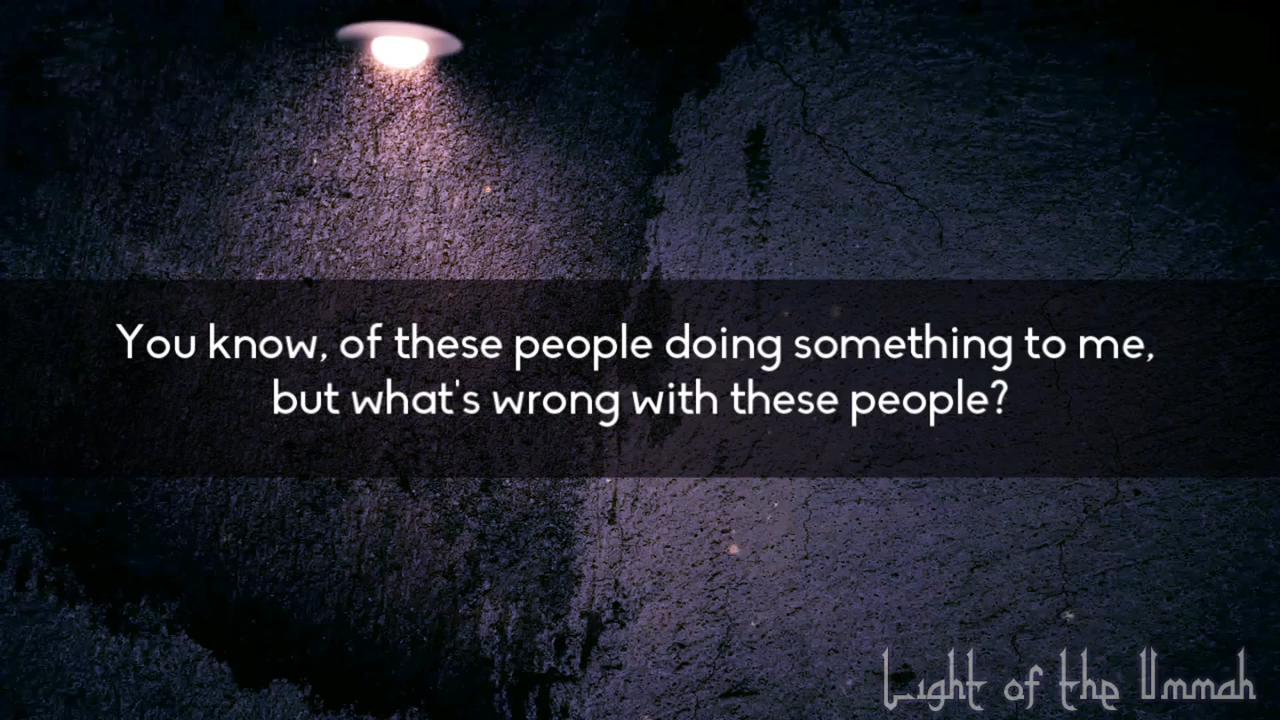 You know, of these people doing something to me,
but what's wrong with these people?
Light of the Ummah